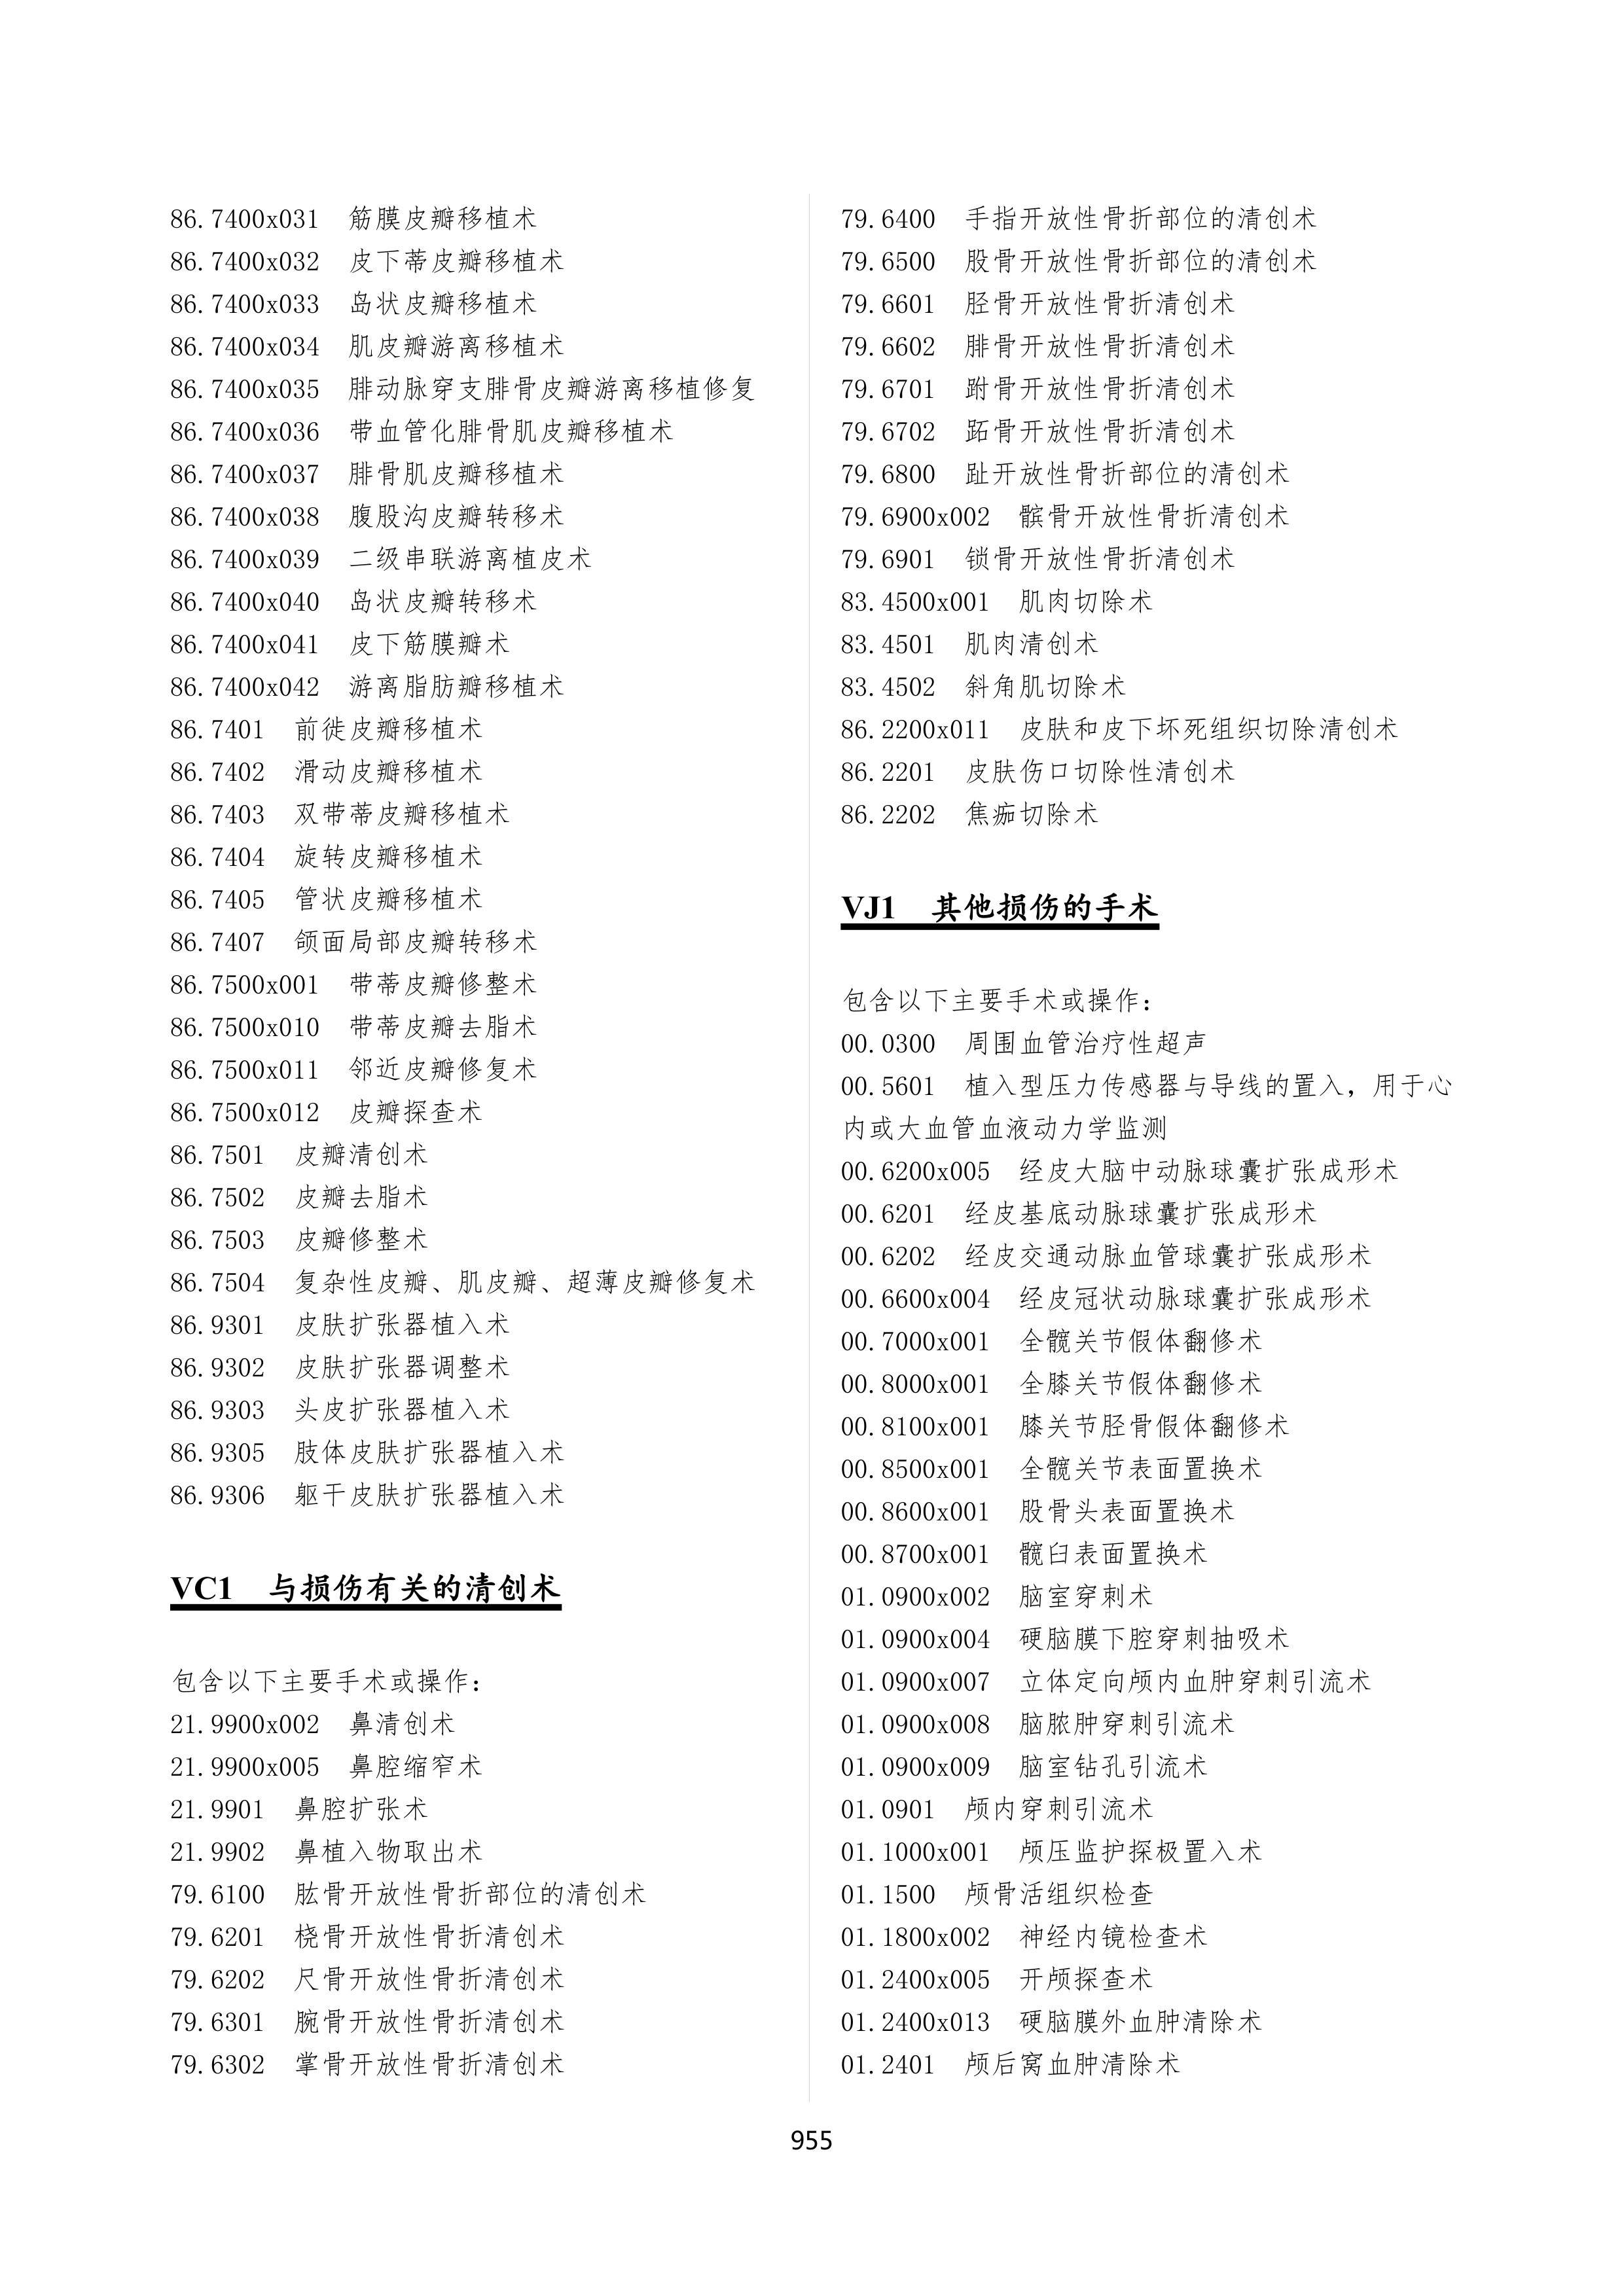 86.7400x031 筋膜皮瓣移植术
86.7400x032 皮下蒂皮瓣移植术
86.7400x033 岛状皮瓣移植术
86.7400x034 肌皮瓣游离移植术
86.7400x035 腓动脉穿支腓骨皮瓣游离移植修复
86.7400x036 带血管化腓骨肌皮瓣移植术
86.7400x037 腓骨肌皮瓣移植术
86.7400x038 腹股沟皮瓣转移术
86.7400x039 二级串联游离植皮术
86.7400x040 岛状皮瓣转移术
86.7400x041 皮下筋膜瓣术
86.7400x042 游离脂肪瓣移植术
86.7401 前徙皮瓣移植术
86.7402 滑动皮瓣移植术
86.7403 双带蒂皮瓣移植术
86.7404 旋转皮瓣移植术
86.7405 管状皮瓣移植术
86.7407 颌面局部皮瓣转移术
86.7500x001 带蒂皮瓣修整术
86.7500x010 带蒂皮瓣去脂术
86.7500x011 邻近皮瓣修复术
86.7500x012 皮瓣探查术
86.7501 皮瓣清创术
86.7502 皮瓣去脂术
86.7503 皮瓣修整术
86.7504 复杂性皮瓣、肌皮瓣、超薄皮瓣修复术
86.9301 皮肤扩张器植入术
86.9302 皮肤扩张器调整术
86.9303 头皮扩张器植入术
86.9305 肢体皮肤扩张器植入术
86.9306 躯干皮肤扩张器植入术
VC1 与损伤有关的清创术
包含以下主要手术或操作：
21.9900x002 鼻清创术
21.9900x005 鼻腔缩窄术
21.9901 鼻腔扩张术
21.9902 鼻植入物取出术
79.6100 肱骨开放性骨折部位的清创术
79.6201 桡骨开放性骨折清创术
79.6202 尺骨开放性骨折清创术
79.6301 腕骨开放性骨折清创术
79.6302 掌骨开放性骨折清创术
79.6400 手指开放性骨折部位的清创术
79.6500 股骨开放性骨折部位的清创术
79.6601 胫骨开放性骨折清创术
79.6602 腓骨开放性骨折清创术
79.6701 跗骨开放性骨折清创术
79.6702 跖骨开放性骨折清创术
79.6800 趾开放性骨折部位的清创术
79.6900x002 髌骨开放性骨折清创术
79.6901 锁骨开放性骨折清创术
83.4500x001 肌肉切除术
83.4501 肌肉清创术
83.4502 斜角肌切除术
86.2200x011 皮肤和皮下坏死组织切除清创术
86.2201 皮肤伤口切除性清创术
86.2202 焦痂切除术
VJ1 其他损伤的手术
包含以下主要手术或操作：
00.0300 周围血管治疗性超声
00.5601 植入型压力传感器与导线的置入，用于心
内或大血管血液动力学监测
00.6200x005 经皮大脑中动脉球囊扩张成形术
00.6201 经皮基底动脉球囊扩张成形术
00.6202 经皮交通动脉血管球囊扩张成形术
00.6600x004 经皮冠状动脉球囊扩张成形术
00.7000x001 全髋关节假体翻修术
00.8000x001 全膝关节假体翻修术
00.8100x001 膝关节胫骨假体翻修术
00.8500x001 全髋关节表面置换术
00.8600x001 股骨头表面置换术
00.8700x001 髋臼表面置换术
01.0900x002 脑室穿刺术
01.0900x004 硬脑膜下腔穿刺抽吸术
01.0900x007 立体定向颅内血肿穿刺引流术
01.0900x008 脑脓肿穿刺引流术
01.0900x009 脑室钻孔引流术
01.0901 颅内穿刺引流术
01.1000x001 颅压监护探极置入术
01.1500 颅骨活组织检查
01.1800x002 神经内镜检查术
01.2400x005 开颅探查术
01.2400x013 硬脑膜外血肿清除术
01.2401 颅后窝血肿清除术
955